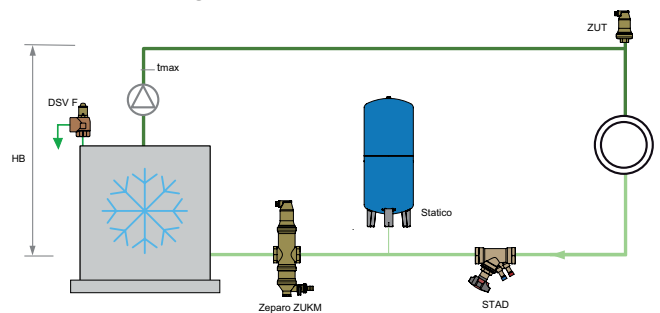 ZUT
tmax
DSV F
HB
Statico
Zeparo ZUKM
STAD